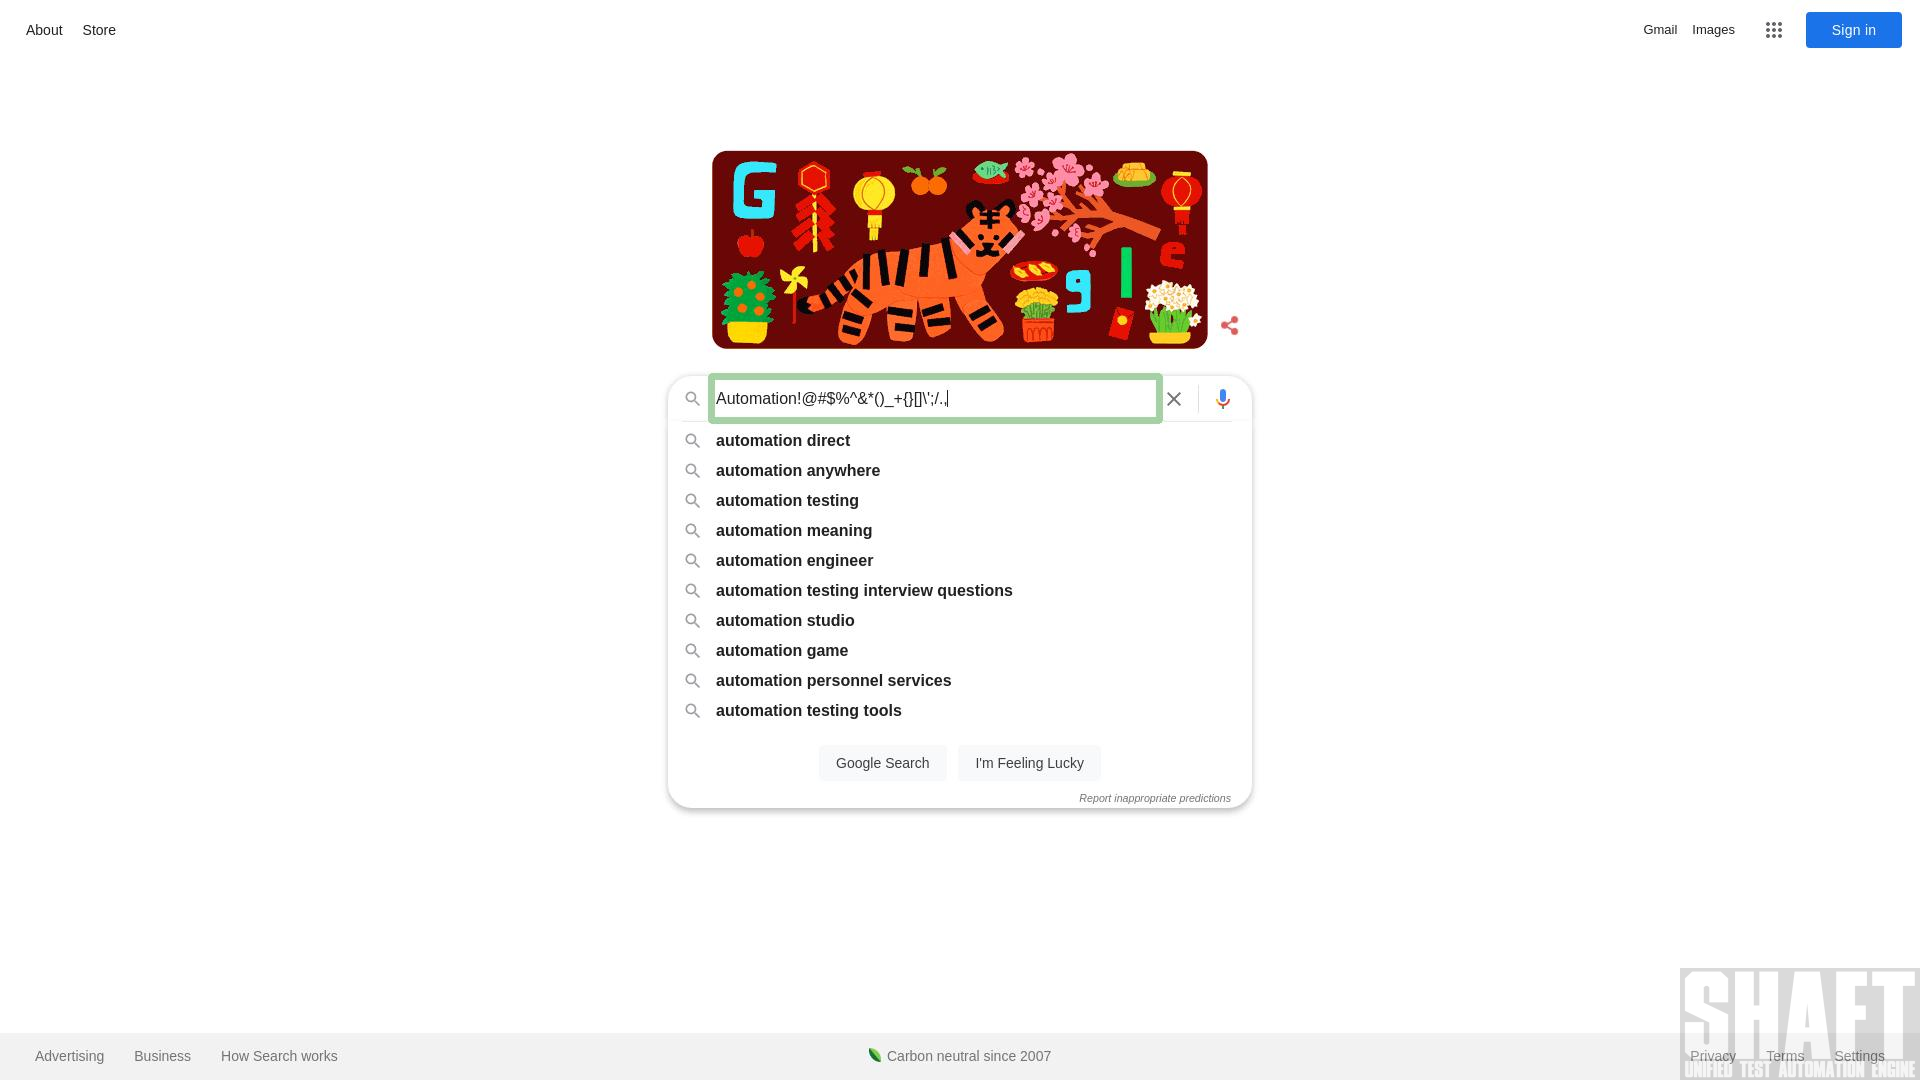 About Store Gmail Images Sign in
G g l e
Automation!@#$%^&*()_+{}[]\';/.,
automation direct
automation anywhere
automation testing
automation meaning
automation engineer
automation testing interview questions
automation studio
automation game
automation personnel services
automation testing tools
Google Search I'm Feeling Lucky
Report inappropriate predictions
SHAFT
Advertising Business How Search works Carbon neutral since 2007 Privacy Terms Settings
UNIFIED TEST AUTOMATION ENGINE